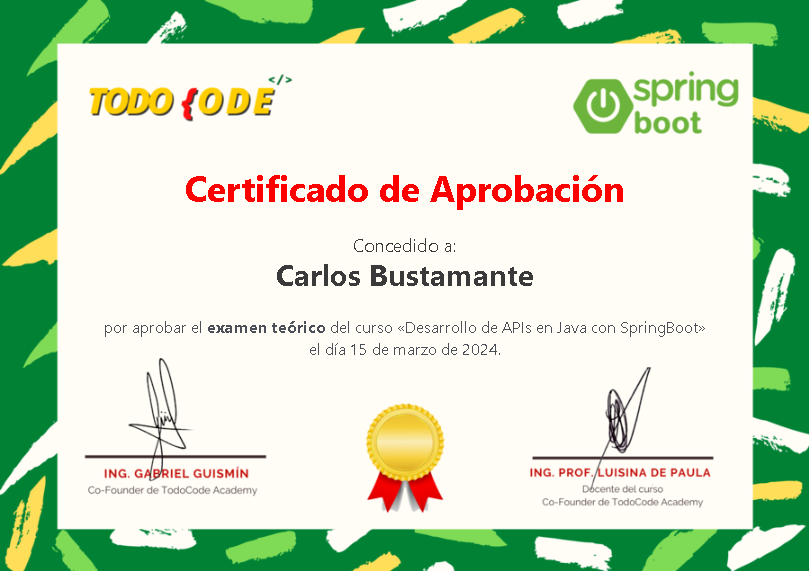 TODO {ODE </>
spring
boot
Certificado de Aprobación
Concedido a:
Carlos Bustamante
por aprobar el examen teórico del curso «Desarrollo de APIs en Java con SpringBoot»
el día 15 de marzo de 2024.
ING. GABRIEL GUISMÍN
Co-Founder de TodoCode Academy
ING. PROF. LUISINA DE PAULA
Docente del curso
Co-Founder de TodoCode Academy